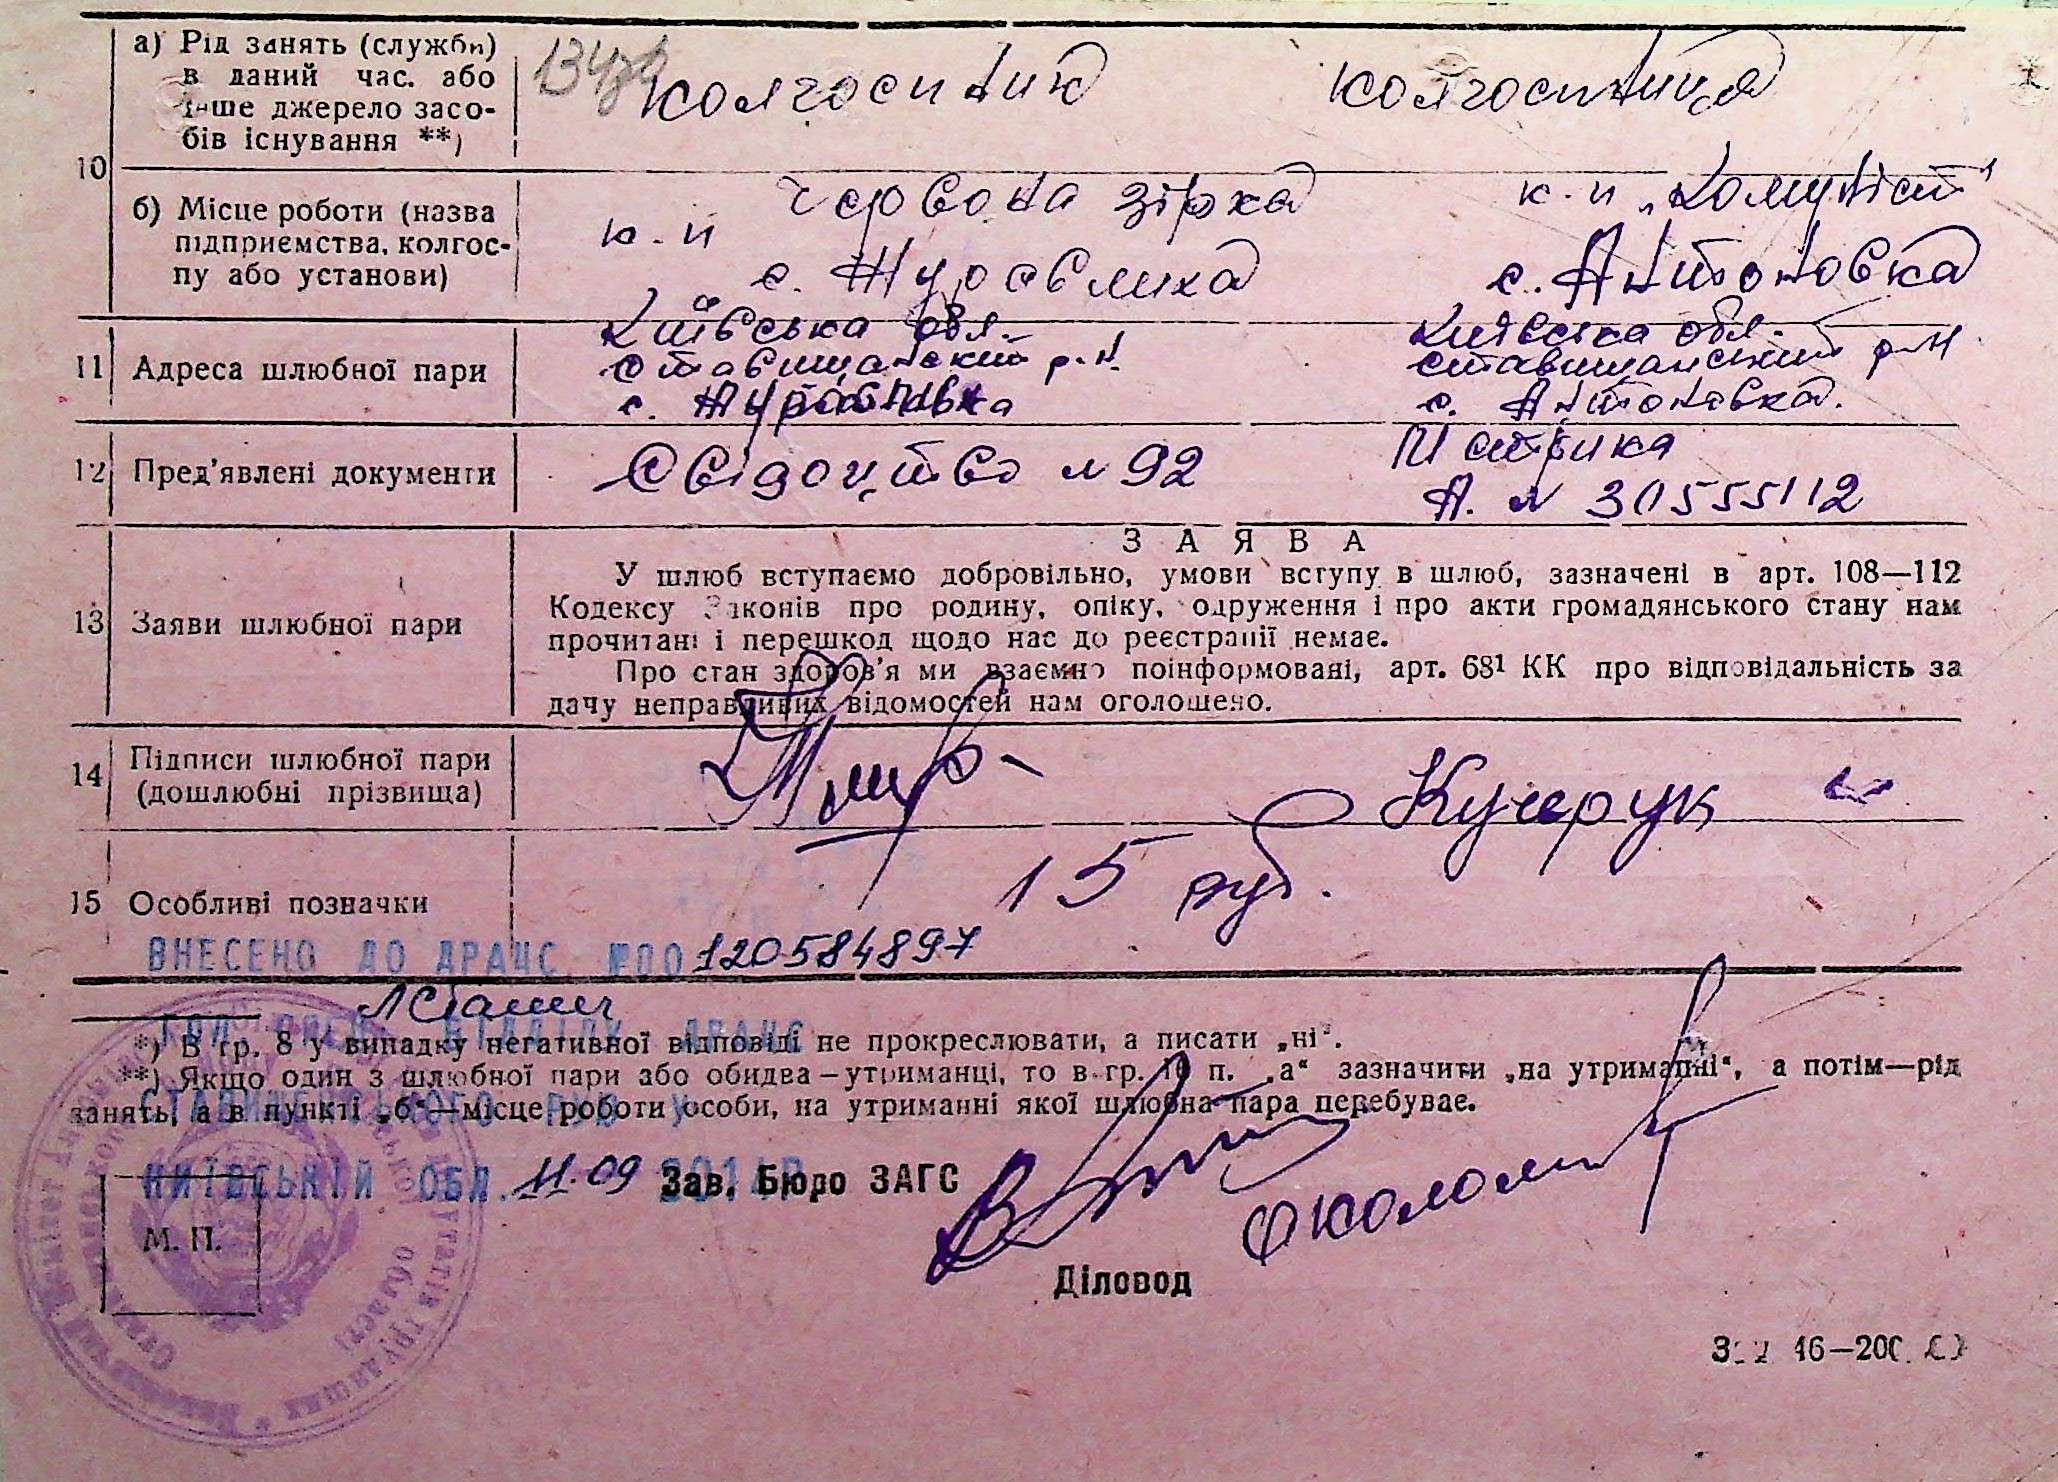 а) Рід занять (служби) в даний час. або інше джерело засобів існування **)
колгоспник колгоспниця
10
б) Місце роботи (назва підприємства, колгоспу або установи)
к-п Червона зірка к-п „Комуніст"
с. Журавлиха с. Антоновка
11 Адреса шлюбної пари
Київська обл. Київська обл.
Ставищанский р-н. Ставищанський р-н
с. с. Антоновка.
12 Пред'явлені документи
Свідоцтво № 92 Метрика
А. № 30555112
13 Заяви шлюбної пари
ЗАЯВА
У шлюб вступаємо добровільно, умови вступу в шлюб, зазначені в арт. 108—112
Кодексу Законів про родину, опіку, одруження і про акти громадянського стану нам
прочитані і перешкод щодо нас до реєстрації немає.
Про стан здоров'я ми взаємно поінформовані, арт. 68¹ КК про відповідальність за
дачу неправдивих відомостей нам оголошено.
14 Підписи шлюбної пари (дошлюбні прізвища)
Кучерук
15 Особливі позначки
15 руб.
ВНЕСЕНО ДО ДРАЦС №00120584897
*) В гр. 8 у випадку негативної відповіді не прокреслювати, а писати „ні".
**) Якщо один з шлюбної пари або обидва—утриманці, то в гр. 10 п. „а" зазначити „на утриманні", а потім—рід
занять, а в пункті „б"—місце роботи особи, на утриманні якої шлюбна пара перебуває.
КИЇВСЬКІЙ ОБЛ. 11.09
Зав. Бюро ЗАГС
М. П.
Діловод